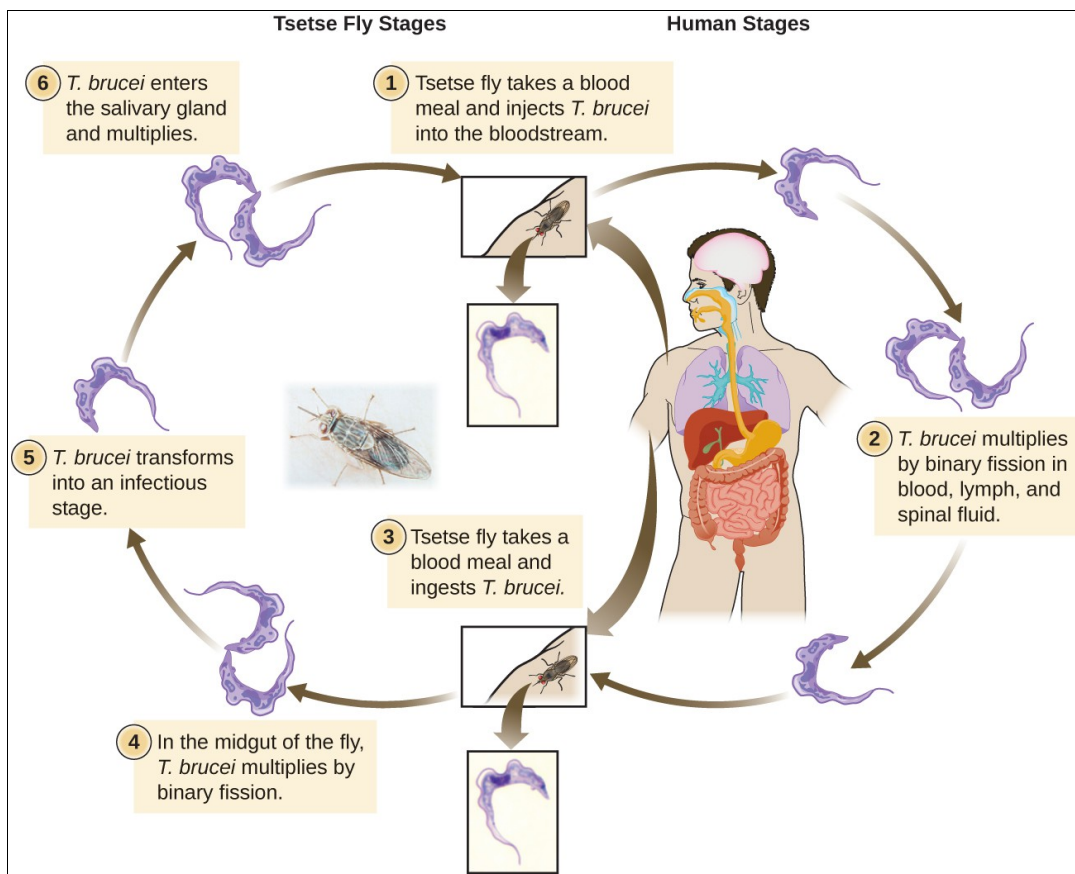 Tsetse Fly Stages
Human Stages
1 Tsetse fly takes a blood
meal and injects T. brucei
into the bloodstream.
2 T. brucei multiplies
by binary fission in
blood, lymph, and
spinal fluid.
3 Tsetse fly takes a
blood meal and
ingests T. brucei.
4 In the midgut of the fly,
T. brucei multiplies by
binary fission.
5 T. brucei transforms
into an infectious
stage.
6 T. brucei enters
the salivary gland
and multiplies.